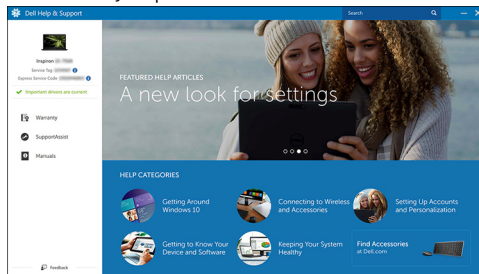 Dell Help & Support
Search
Inspiron
Service Tag
Express Service Code
Important drivers are current
Warranty
SupportAssist
Manuals
Feedback
FEATURED HELP ARTICLES
A new look for settings
HELP CATEGORIES
Getting Around
Windows 10
Connecting to Wireless
and Accessories
Setting Up Accounts
and Personalization
Getting to Know Your
Device and Software
Keeping Your System
Healthy
Find Accessories
at Dell.com